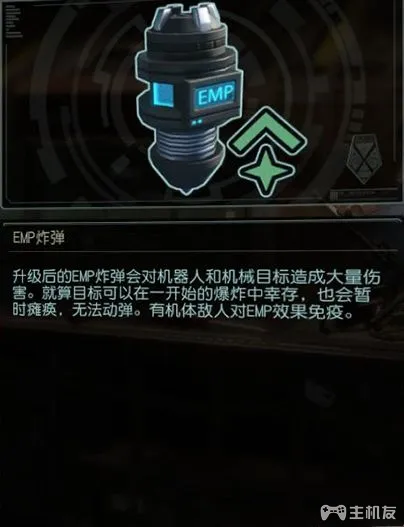 EMP
EMP炸弹
升级后的EMP炸弹会对机器人和机械目标造成大量伤
害。就算目标可以在一开始的爆炸中幸存，也会暂
时瘫痪，无法动弹。有机体敌人对EMP效果免疫。
主机友